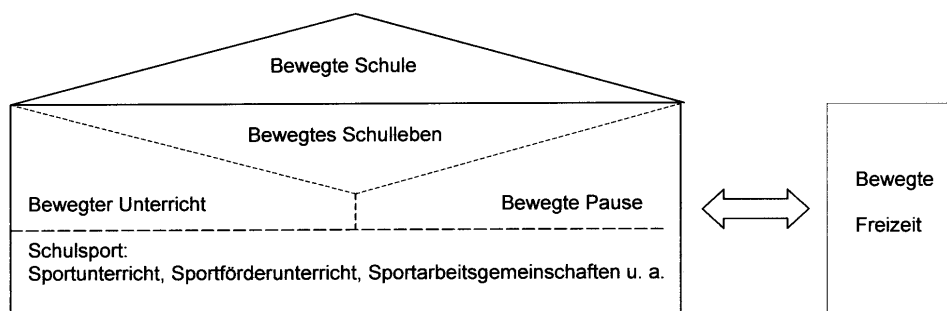 Bewegte Schule
Bewegtes Schulleben
Bewegter Unterricht
Bewegte Pause
Schulsport:
Sportunterricht, Sportförderunterricht, Sportarbeitsgemeinschaften u. a.
Bewegte
Freizeit